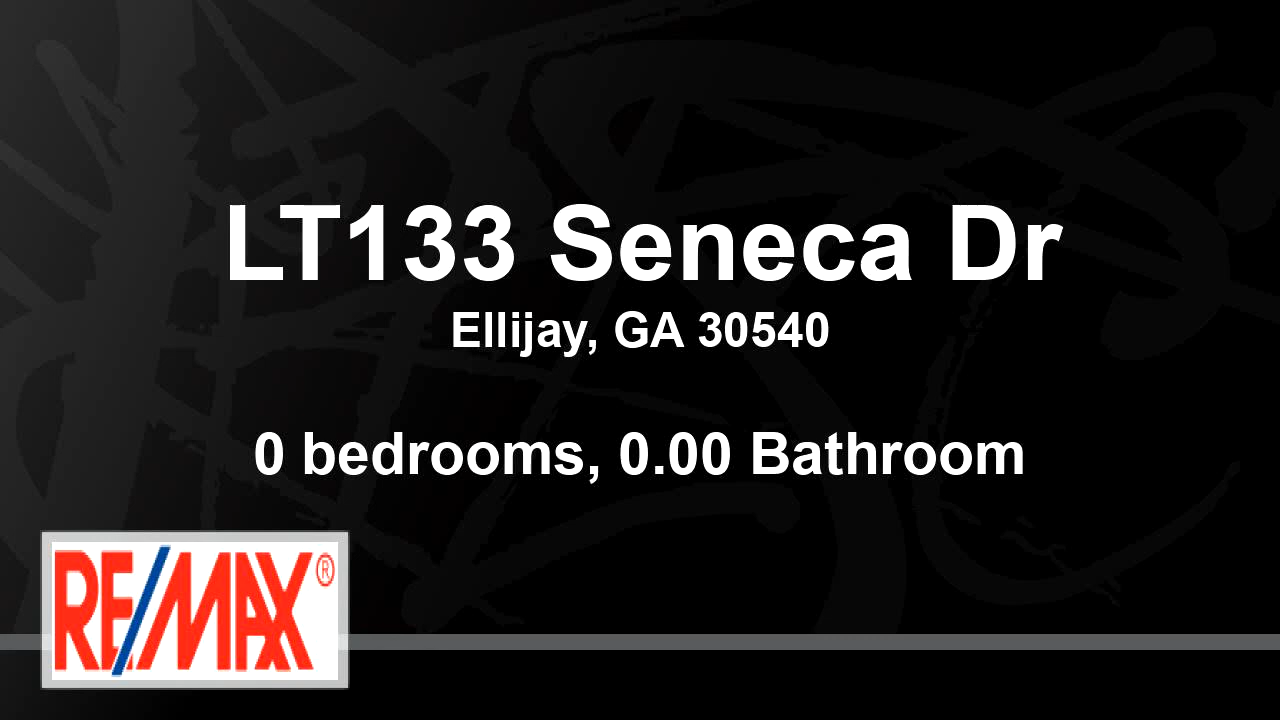 LT133 Seneca Dr
Ellijay, GA 30540
0 bedrooms, 0.00 Bathroom
RE/MAX®